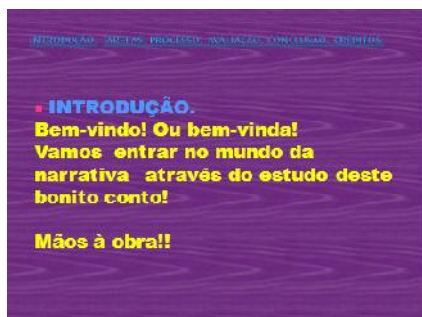 INTRODUÇÃO. TAREFAS. PROCESSO. AVALIAÇÃO. CONCLUSÃO. CRÉDITOS.
INTRODUÇÃO.
Bem-vindo! Ou bem-vinda!
Vamos entrar no mundo da
narrativa através do estudo deste
bonito conto!
Mãos à obra!!